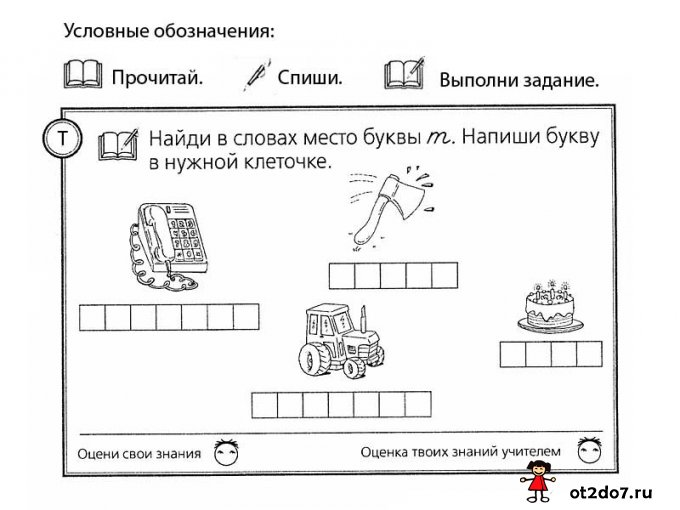 Условные обозначения:
Прочитай.
Спиши.
Выполни задание.
Т
Найди в словах место буквы т. Напиши букву
в нужной клеточке.
Оцени свои знания
Оценка твоих знаний учителем
ot2do7.ru